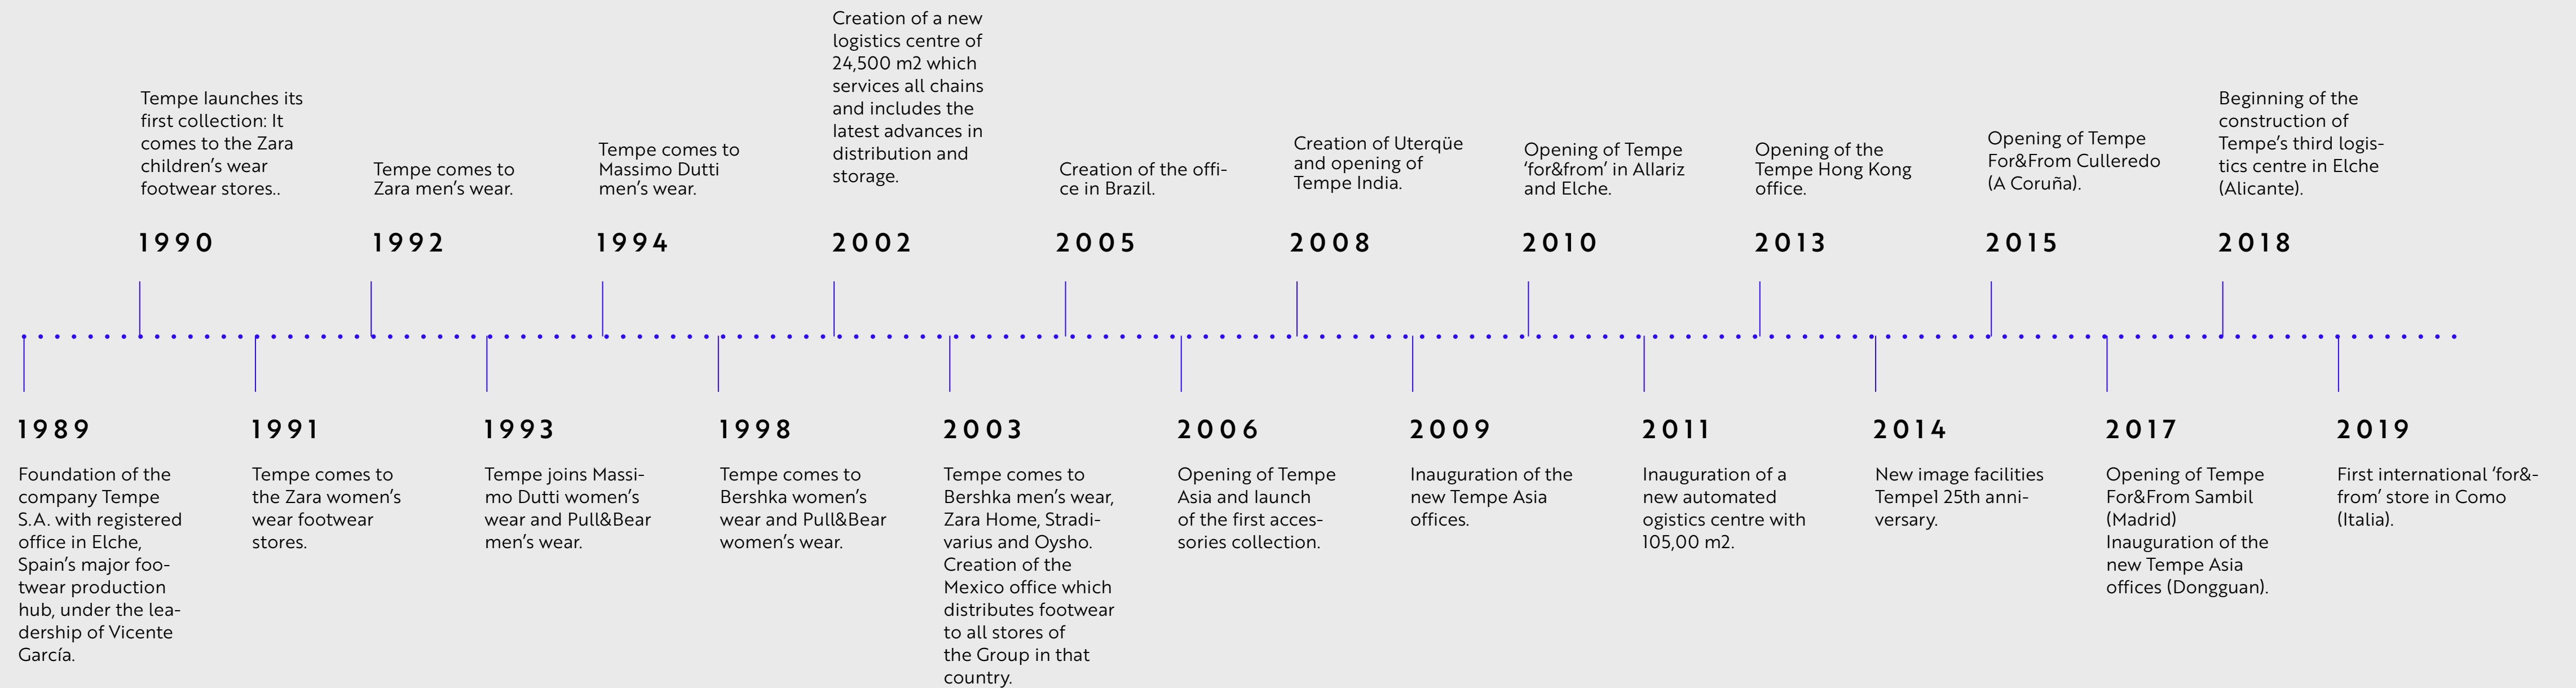 1989
Foundation of the
company Tempe
S.A. with registered
office in Elche,
Spain’s major foo-
twear production
hub, under the lea-
dership of Vicente
García.
Tempe launches its
first collection: It
comes to the Zara
children’s wear
footwear stores..
1990
1991
Tempe comes to
the Zara women’s
wear footwear
stores.
Tempe comes to
Zara men’s wear.
1992
1993
Tempe joins Massi-
mo Dutti women’s
wear and Pull&Bear
men’s wear.
Tempe comes to
Massimo Dutti
men’s wear.
1994
1998
Tempe comes to
Bershka women’s
wear and Pull&Bear
women’s wear.
Creation of a new
logistics centre of
24,500 m2 which
services all chains
and includes the
latest advances in
distribution and
storage.
2002
2003
Tempe comes to
Bershka men’s wear,
Zara Home, Stradi-
varius and Oysho.
Creation of the
Mexico office which
distributes footwear
to all stores of
the Group in that
country.
Creation of the offi-
ce in Brazil.
2005
2006
Opening of Tempe
Asia and launch
of the first acces-
sories collection.
Creation of Uterqüe
and opening of
Tempe India.
2008
2009
Inauguration of the
new Tempe Asia
offices.
Opening of Tempe
‘for&from’ in Allariz
and Elche.
2010
2011
Inauguration of a
new automated
ogistics centre with
105,00 m2.
Opening of the
Tempe Hong Kong
office.
2013
2014
New image facilities
Tempe1 25th anni-
versary.
Opening of Tempe
For&From Culleredo
(A Coruña).
2015
2017
Opening of Tempe
For&From Sambil
(Madrid)
Inauguration of the
new Tempe Asia
offices (Dongguan).
Beginning of the
construction of
Tempe’s third logis-
tics centre in Elche
(Alicante).
2018
2019
First international ‘for&-
from’ store in Como
(Italia).